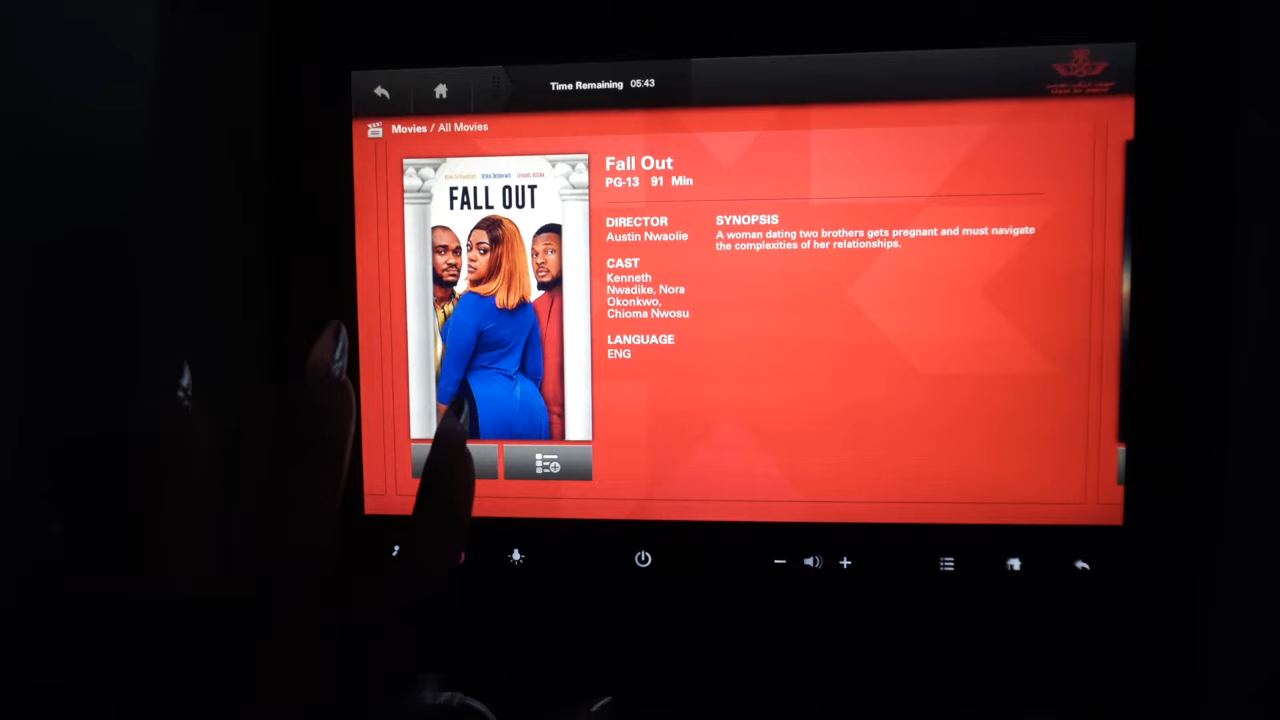 Time Remaining 05:43
Movies / All Movies
FALL OUT
Fall Out
PG-13 91 Min
DIRECTOR
Austin Nwaolie
CAST
Kenneth
Nwadike, Nora
Okonkwo,
Chioma Nwosu
LANGUAGE
ENG
SYNOPSIS
A woman dating two brothers gets pregnant and must navigate
the complexities of her relationships.